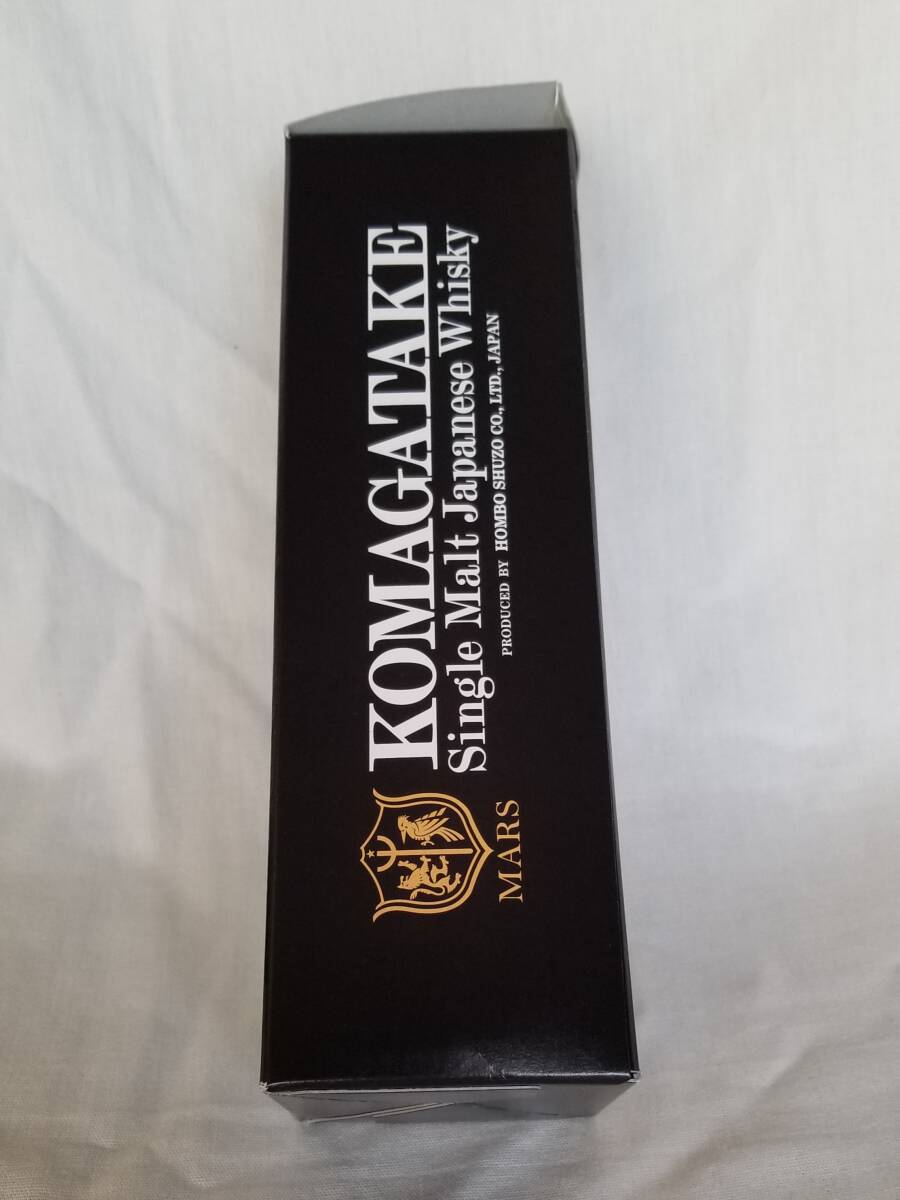 KOMAGATAKE
Single Malt Japanese Whisky
PRODUCED BY HOMBO SHUZO CO., LTD., JAPAN
MARS